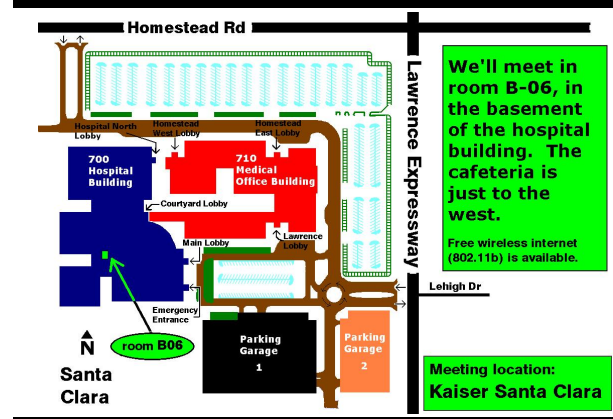 Homestead Rd
Lawrence Expressway
We'll meet in
room B-06, in
the basement
of the hospital
building.  The
cafeteria is
just to the
west.
Free wireless internet
(802.11b) is available.
Hospital North
Lobby
Homestead
West Lobby
Homestead
East Lobby
700
Hospital
Building
710
Medical
Office Building
Courtyard Lobby
Main Lobby
Lawrence
Lobby
Emergency
Entrance
Lehigh Dr
room B06
N
Santa
Clara
Parking
Garage
1
Parking
Garage
2
Meeting location:
Kaiser Santa Clara